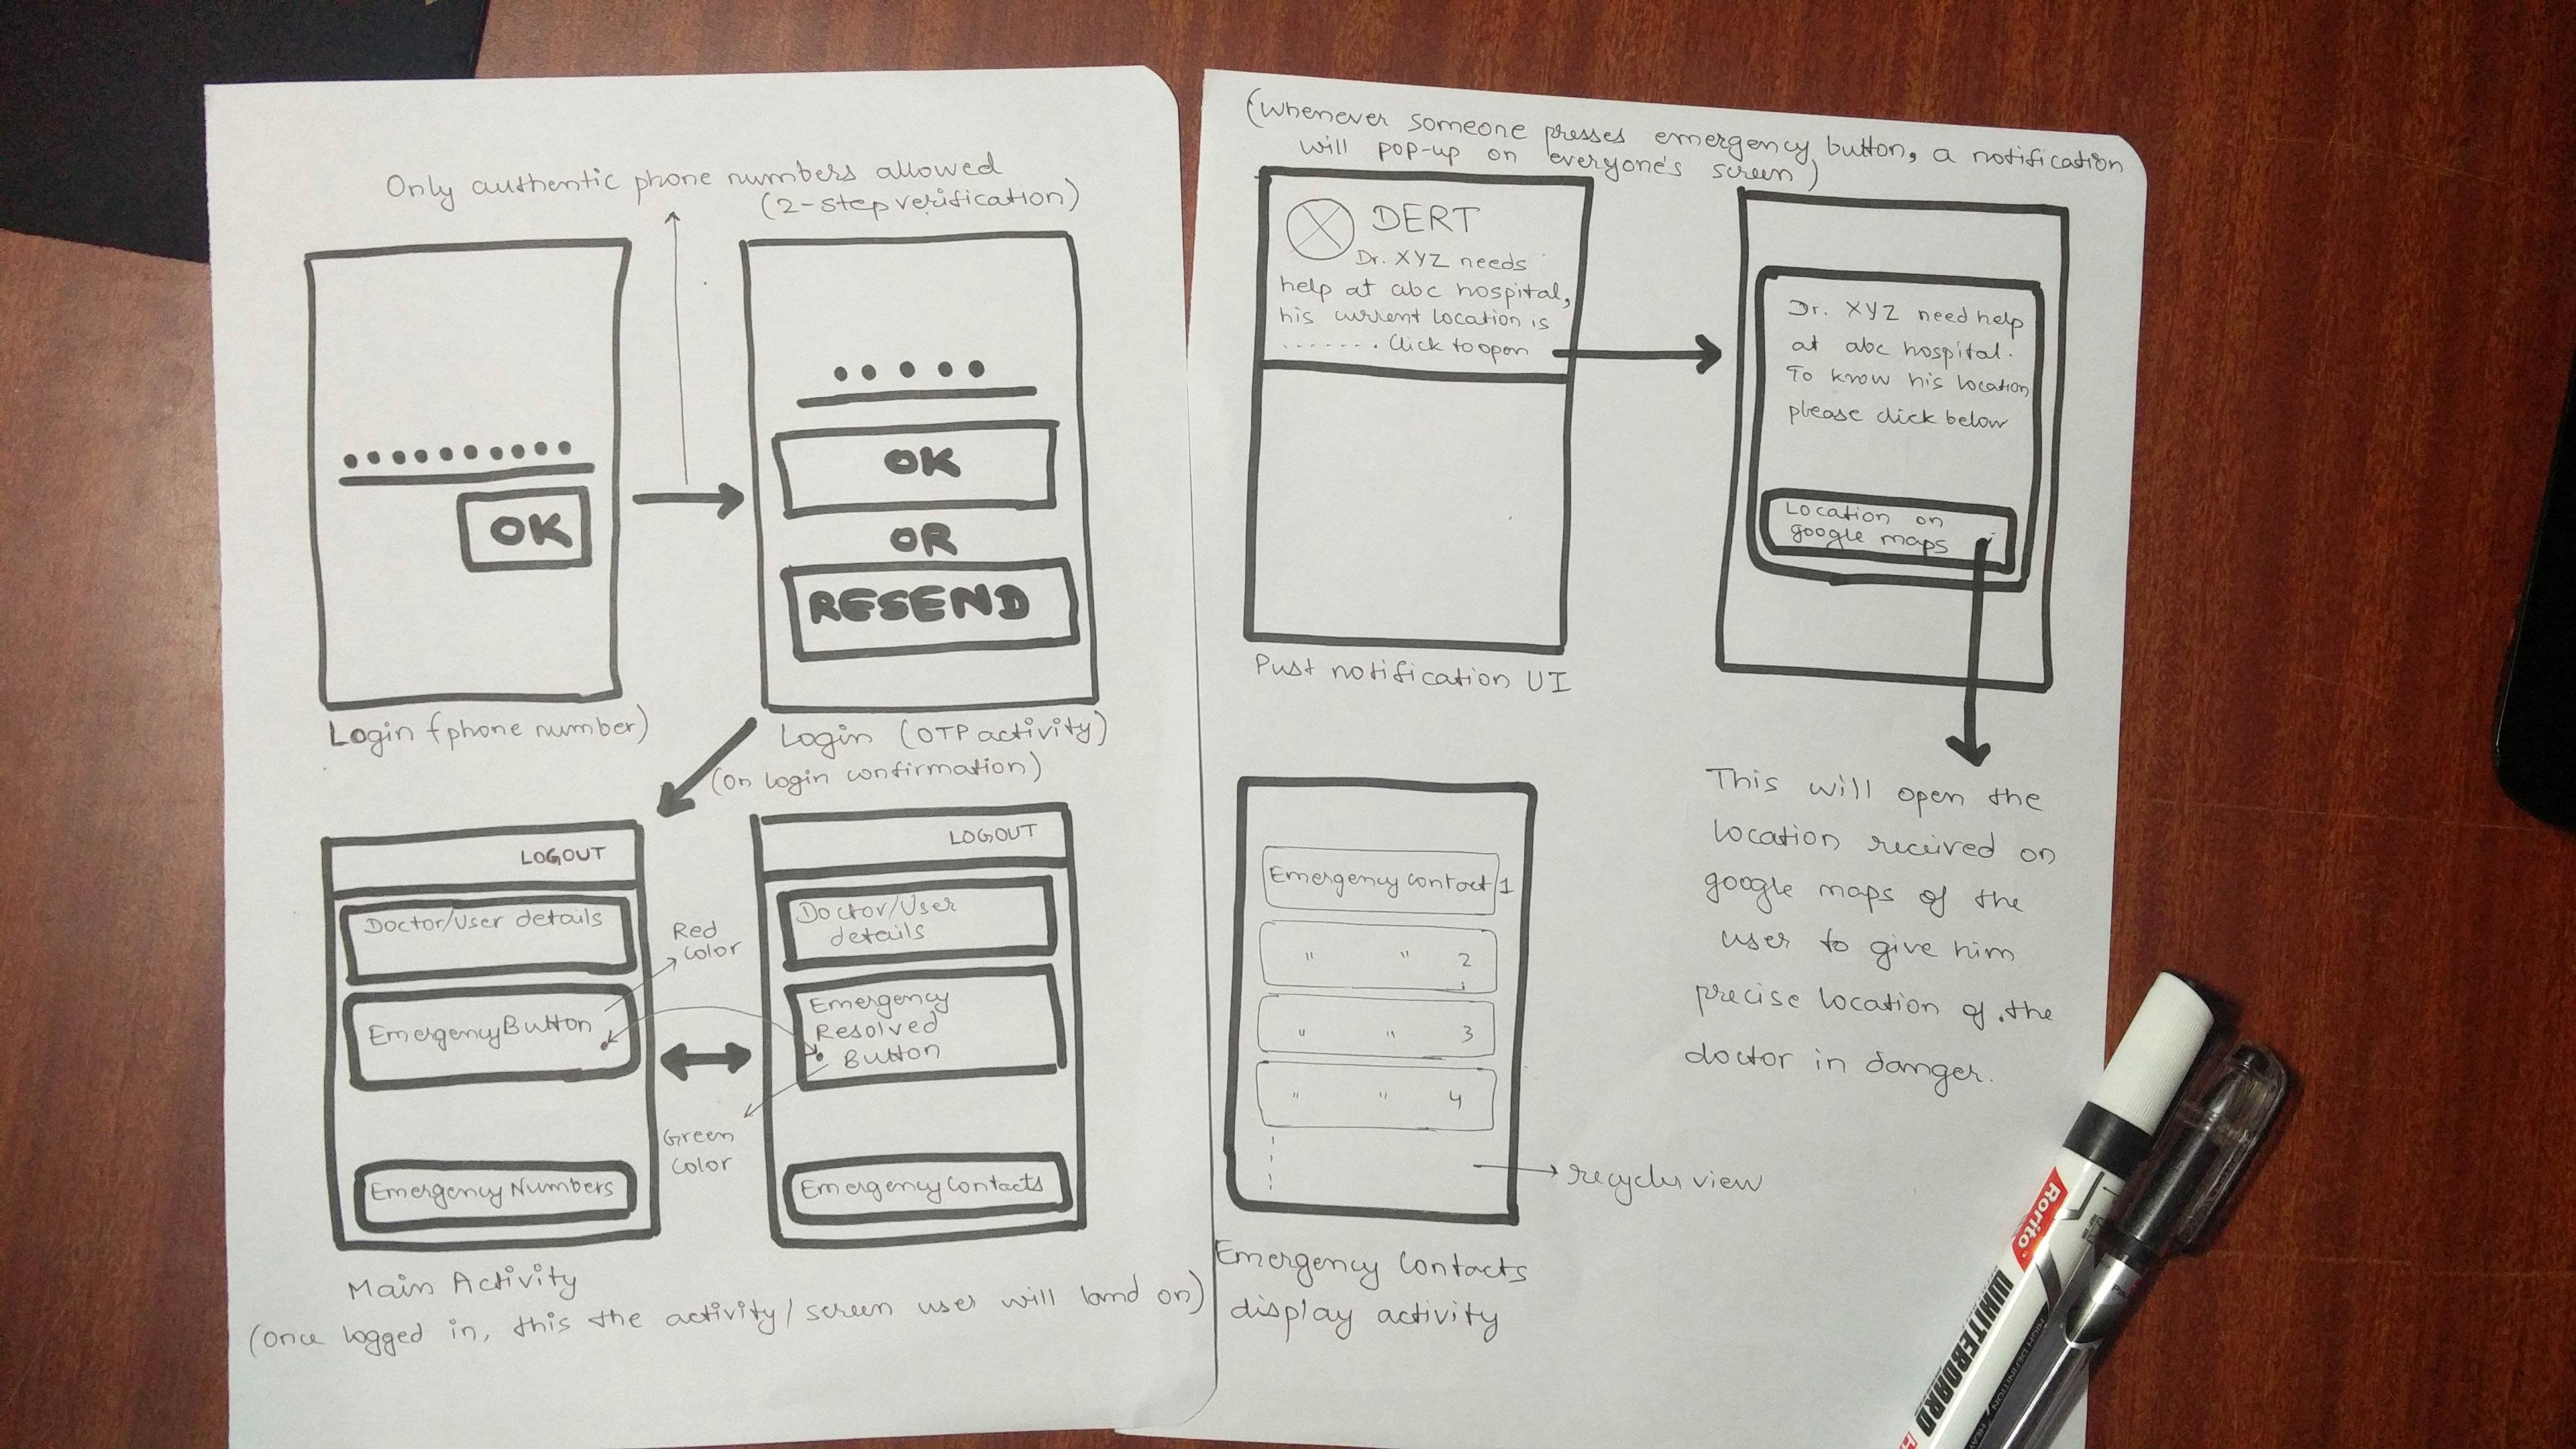 Only authentic phone numbers allowed
(2-step verification)
OK
OK
OR
RESEND
Login (phone number)
Login (OTP activity)
(on login confirmation)
LOGOUT
Doctor/User details
Emergency Button
Emergency Numbers
Red
color
Green
color
LOGOUT
Doctor/User
details
Emergency
Resolved
Button
Emergency Contacts
Main Activity
(once logged in, this the activity/screen user will land on)
(Whenever someone presses emergency button, a notification
will pop-up on everyone's screen)
DERT
Dr. XYZ needs
help at abc hospital,
his current location is
....... Click to open
Pust notification UI
Dr. XYZ need help
at abc hospital.
To know his location
please click below
Location on
google maps
This will open the
location received on
google maps of the
user to give him
precise location of the
doctor in danger.
Emergency contact 1
" " 2
" " 3
" " 4
recycler view
Emergency Contacts
display activity
Rorito
WHITEBOARD